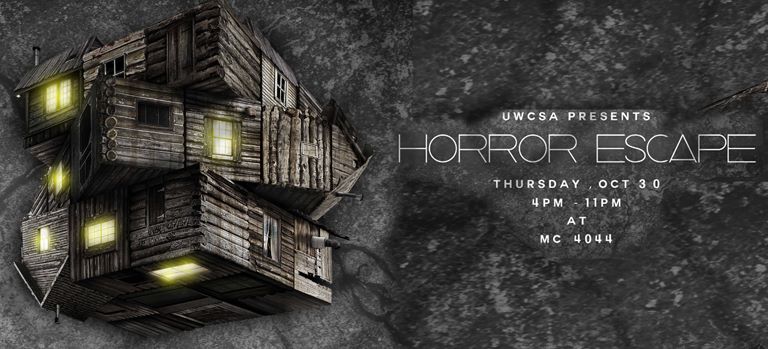 UWCSA PRESENTS
HORROR ESCAPE
THURSDAY , OCT 30
4PM - 11PM
AT
MC 4044